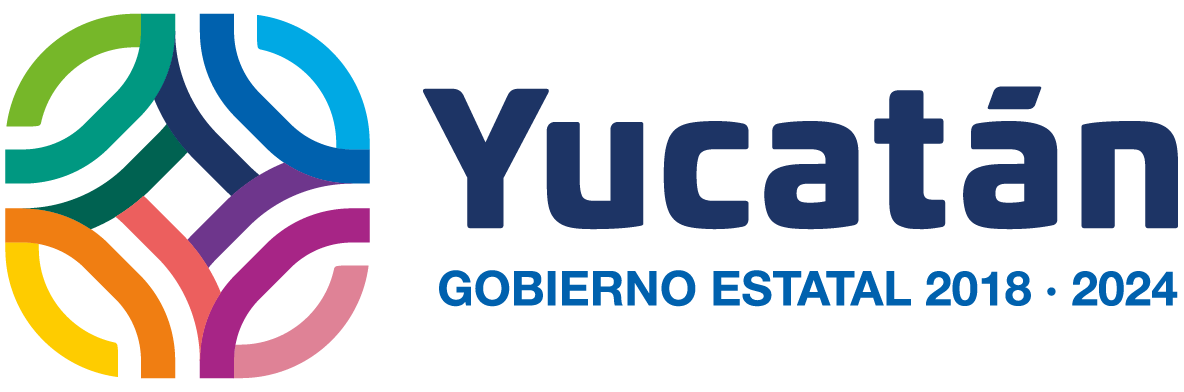 Yucatán
GOBIERNO ESTATAL 2018 · 2024